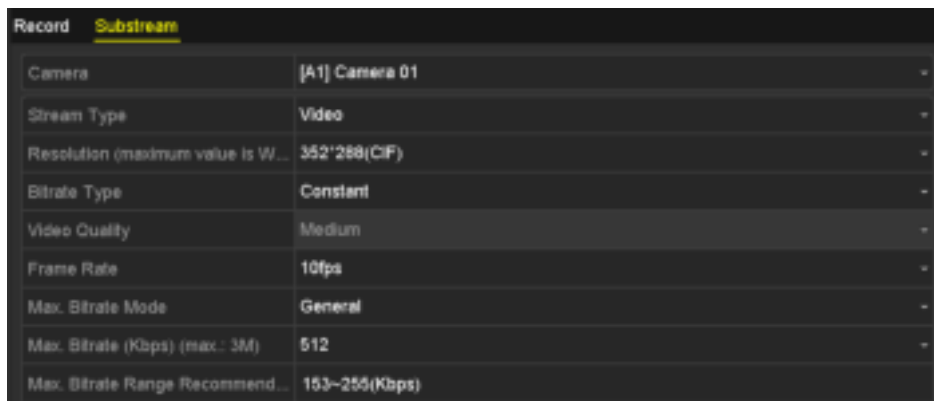 Record Substream
Camera [A1] Camera 01
Stream Type Video
Resolution (maximum value is W... 352*288(CIF)
Bitrate Type Constant
Video Quality Medium
Frame Rate 10fps
Max. Bitrate Mode General
Max. Bitrate (Kbps) (max.: 3M) 512
Max. Bitrate Range Recommend... 153~255(Kbps)